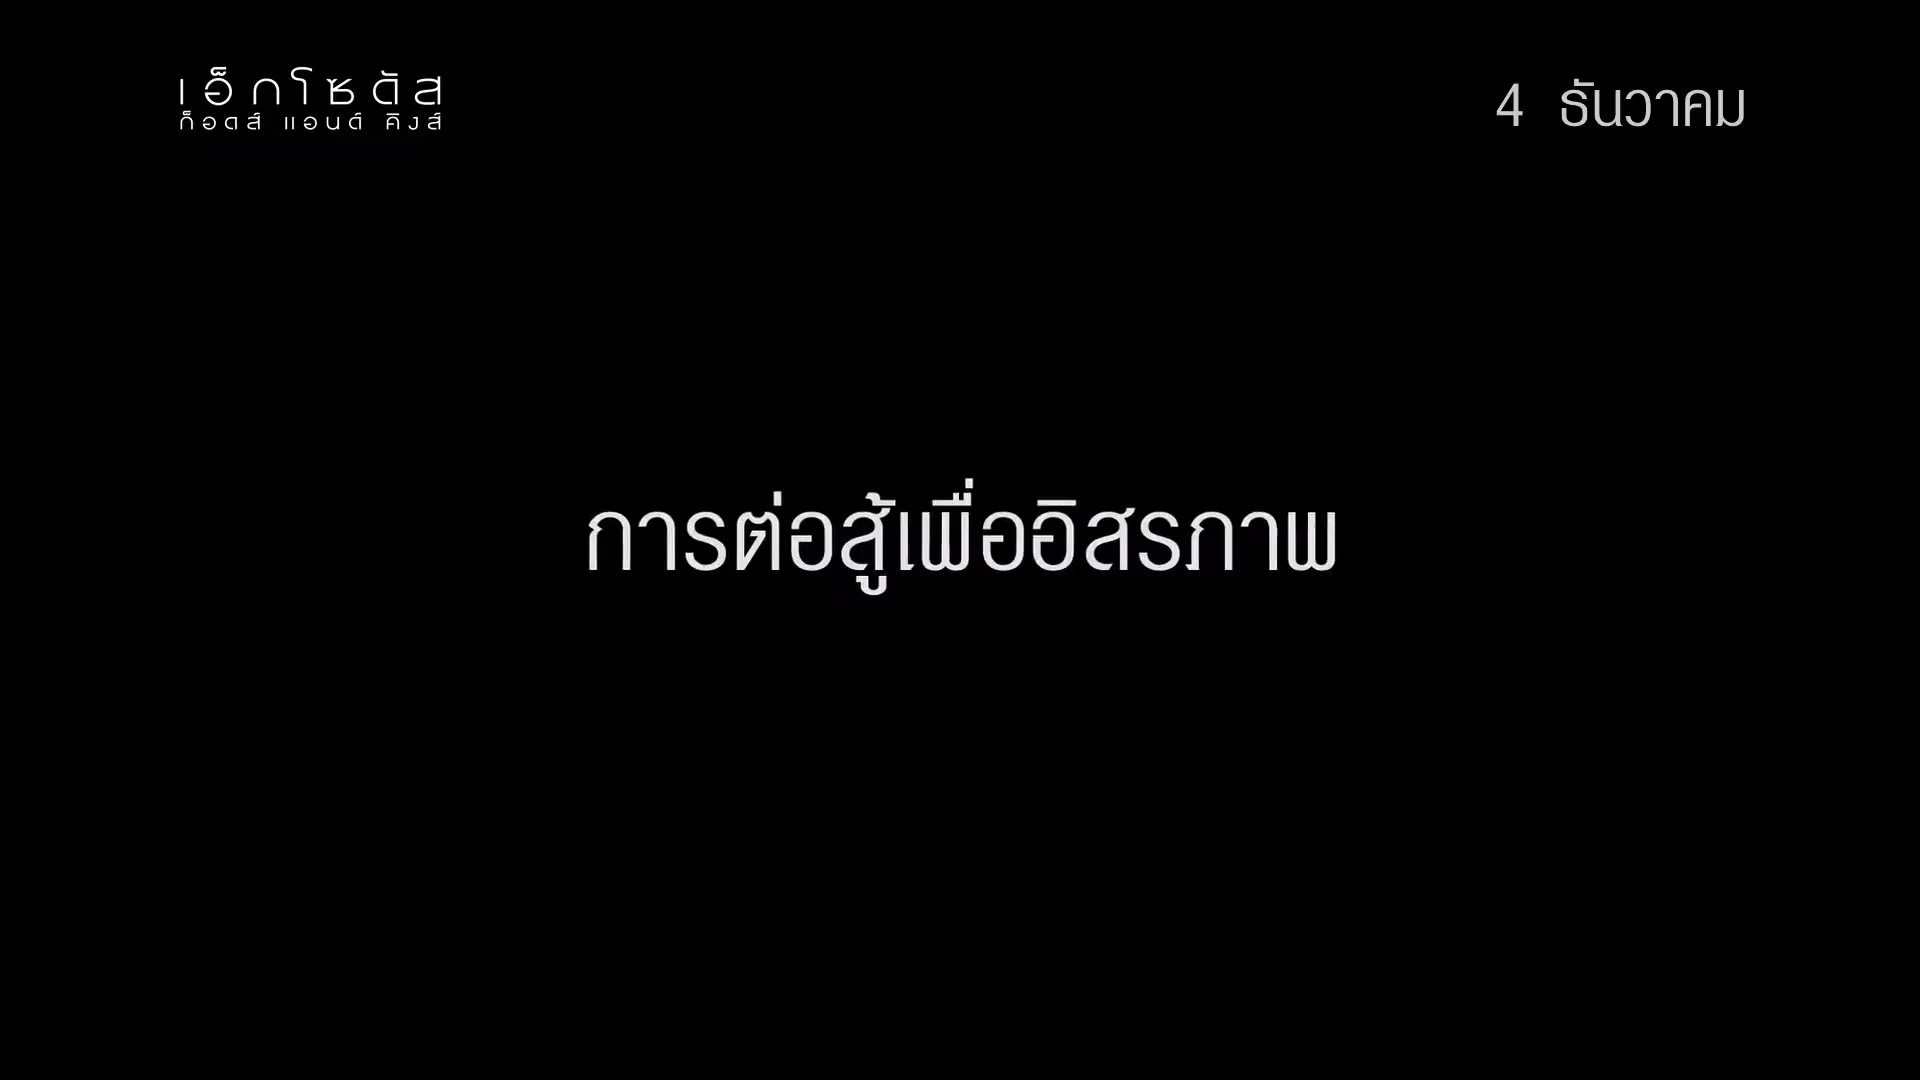 เอ็กโซดัส
ก็อดส์ แอนด์ คิงส์
4 ธันวาคม
การต่อสู้เพื่ออิสรภาพ